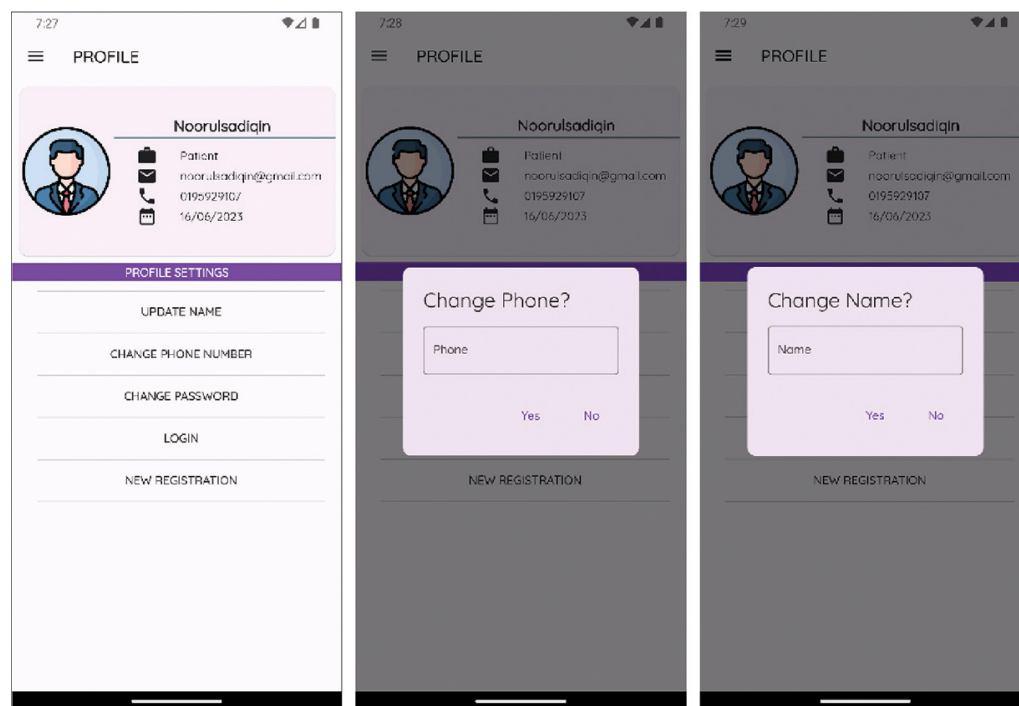 7:27
PROFILE
Noorulsadiqin
Patient
noorulsadiqin@gmail.com
0195929107
16/06/2023
PROFILE SETTINGS
UPDATE NAME
CHANGE PHONE NUMBER
CHANGE PASSWORD
LOGIN
NEW REGISTRATION
7:28
PROFILE
Noorulsadiqin
Patient
noorulsadiqin@gmail.com
0195929107
16/06/2023
Change Phone?
Phone
Yes No
NEW REGISTRATION
7:29
PROFILE
Noorulsadiqin
Patient
noorulsadiqin@gmail.com
0195929107
16/06/2023
Change Name?
Name
Yes No
NEW REGISTRATION